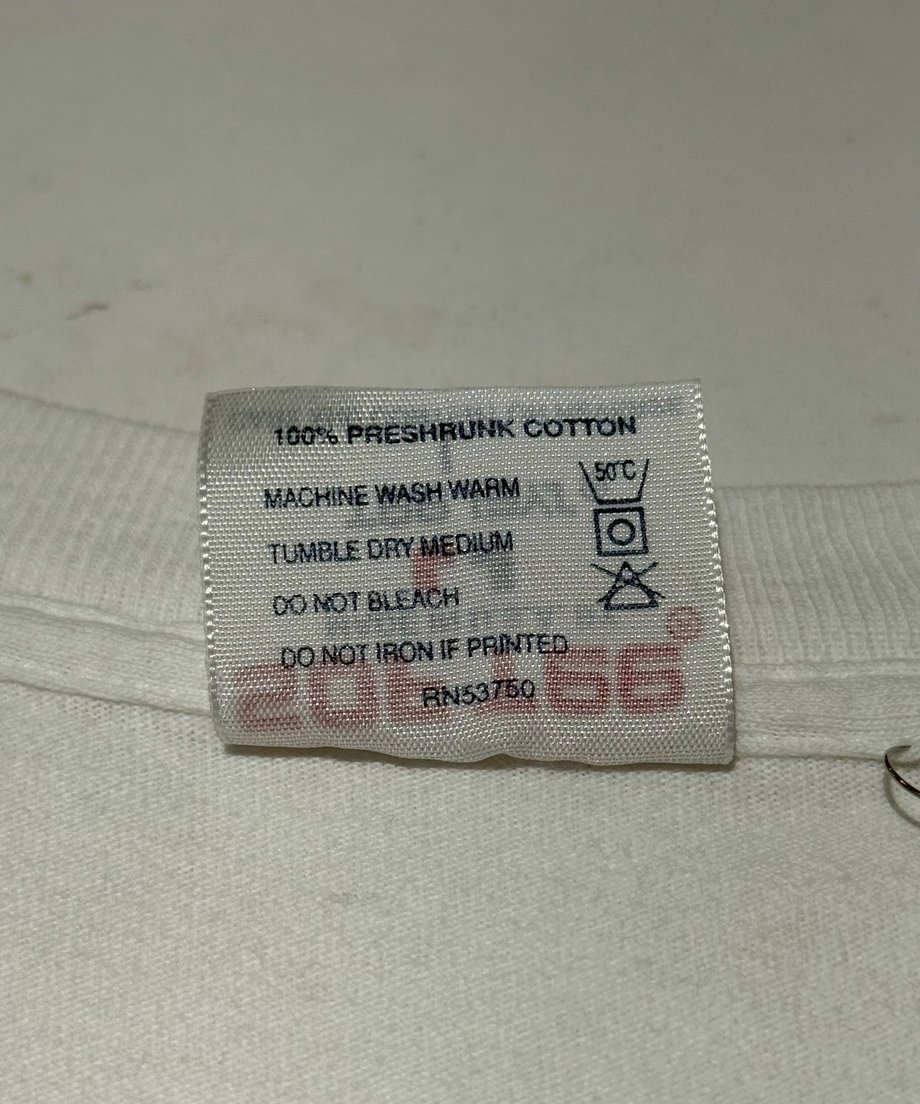 100% PRESHRUNK COTTON
MACHINE WASH WARM
50°C
TUMBLE DRY MEDIUM
DO NOT BLEACH
DO NOT IRON IF PRINTED
RN53750